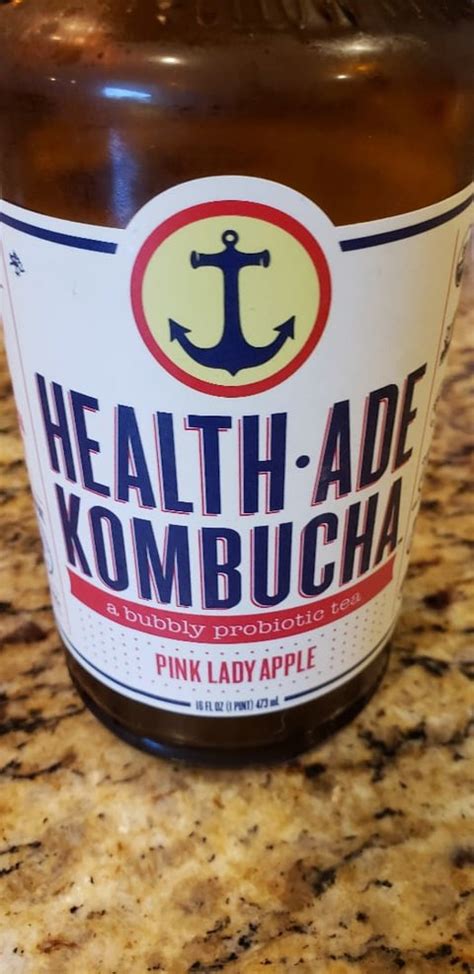 HEALTH·ADE
KOMBUCHA
a bubbly probiotic tea
PINK LADY APPLE
16 FL OZ (1 PINT) 473 mL